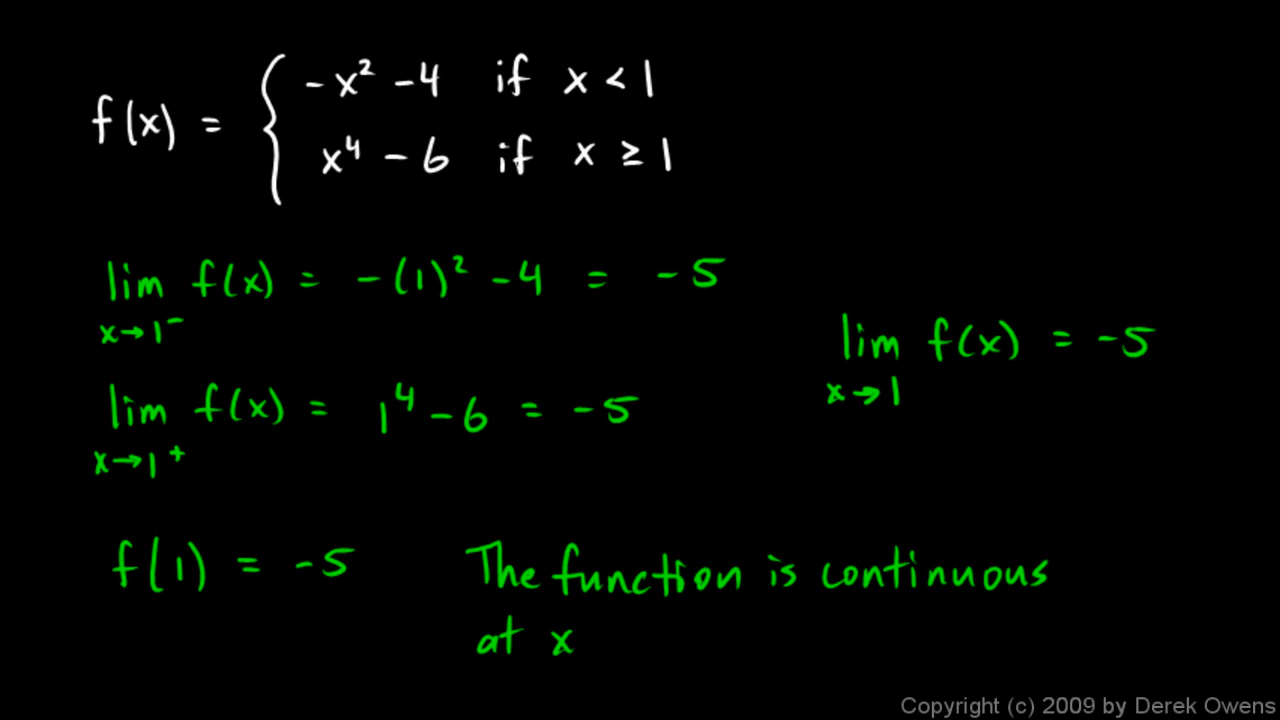 f(x) = { -x² - 4 if x < 1
x⁴ - 6 if x ≥ 1
lim f(x) = -(1)² - 4 = -5
x→1⁻
lim f(x) = 1⁴ - 6 = -5
x→1⁺
lim f(x) = -5
x→1
f(1) = -5
The function is continuous
at x
Copyright (c) 2009 by Derek Owens